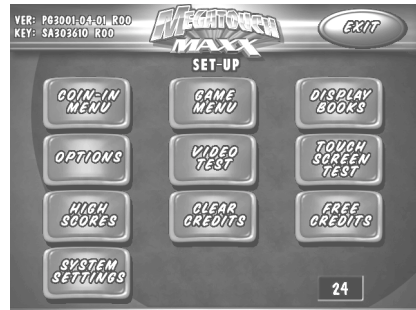 VER: PG3001-04-01 R00
KEY: SA303610 R00
MEGATOUCH
MAXX
EXIT
SET-UP
COIN-IN
MENU
GAME
MENU
DISPLAY
BOOKS
OPTIONS
VIDEO
TEST
TOUCH
SCREEN
TEST
HIGH
SCORES
CLEAR
CREDITS
FREE
CREDITS
SYSTEM
SETTINGS
24